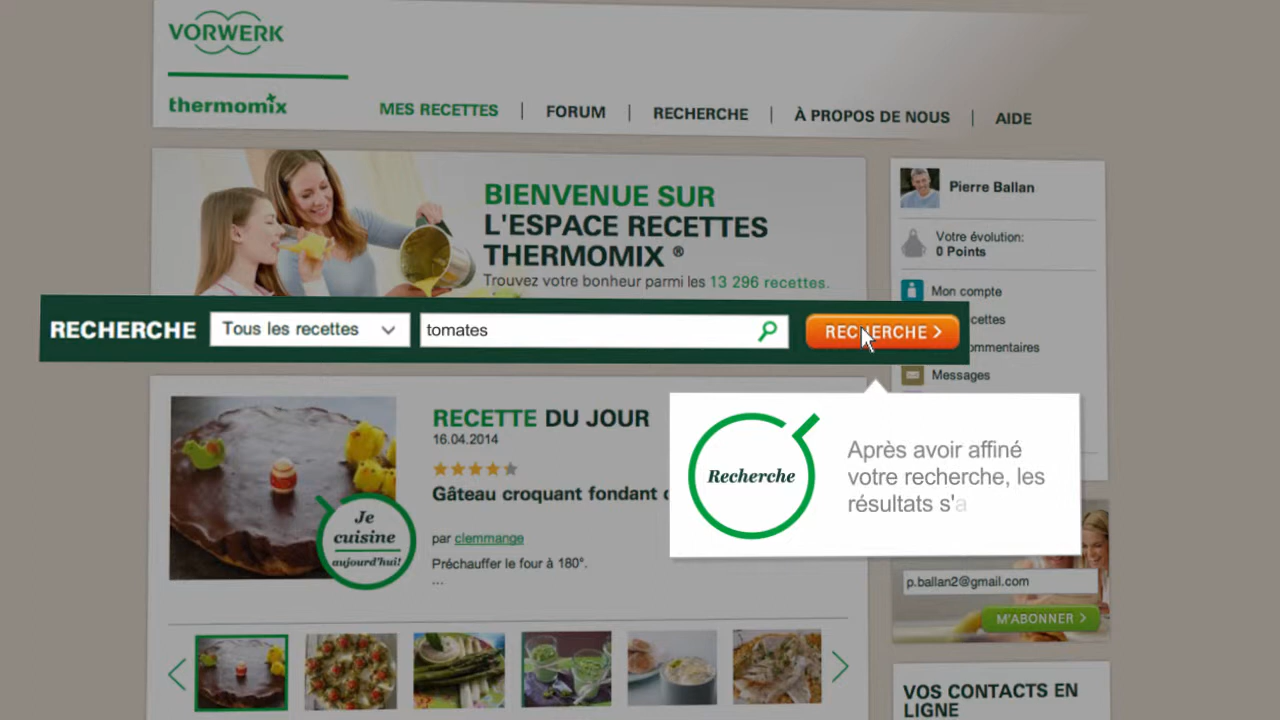 VORWERK
thermomix
MES RECETTES | FORUM | RECHERCHE | À PROPOS DE NOUS | AIDE
BIENVENUE SUR
L'ESPACE RECETTES
THERMOMIX ®
Trouvez votre bonheur parmi les 13 296 recettes.
Pierre Ballan
Votre évolution:
0 Points
Mon compte
cettes
ommentaires
Messages
RECHERCHE
Tous les recettes
tomates
RECHERCHE >
RECETTE DU JOUR
16.04.2014
Gâteau croquant fondant
par clemmange
Préchauffer le four à 180°.
...
Je
cuisine
aujourd'hui!
Recherche
Après avoir affiné
votre recherche, les
résultats s'a
p.ballan2@gmail.com
M'ABONNER >
VOS CONTACTS EN
LIGNE